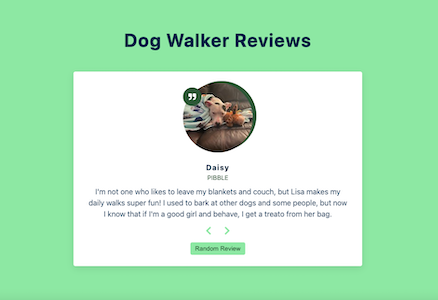 Dog Walker Reviews
Daisy
PIBBLE
I'm not one who likes to leave my blankets and couch, but Lisa makes my
daily walks super fun! I used to bark at other dogs and some people, but now
I know that if I'm a good girl and behave, I get a treato from her bag.
Random Review